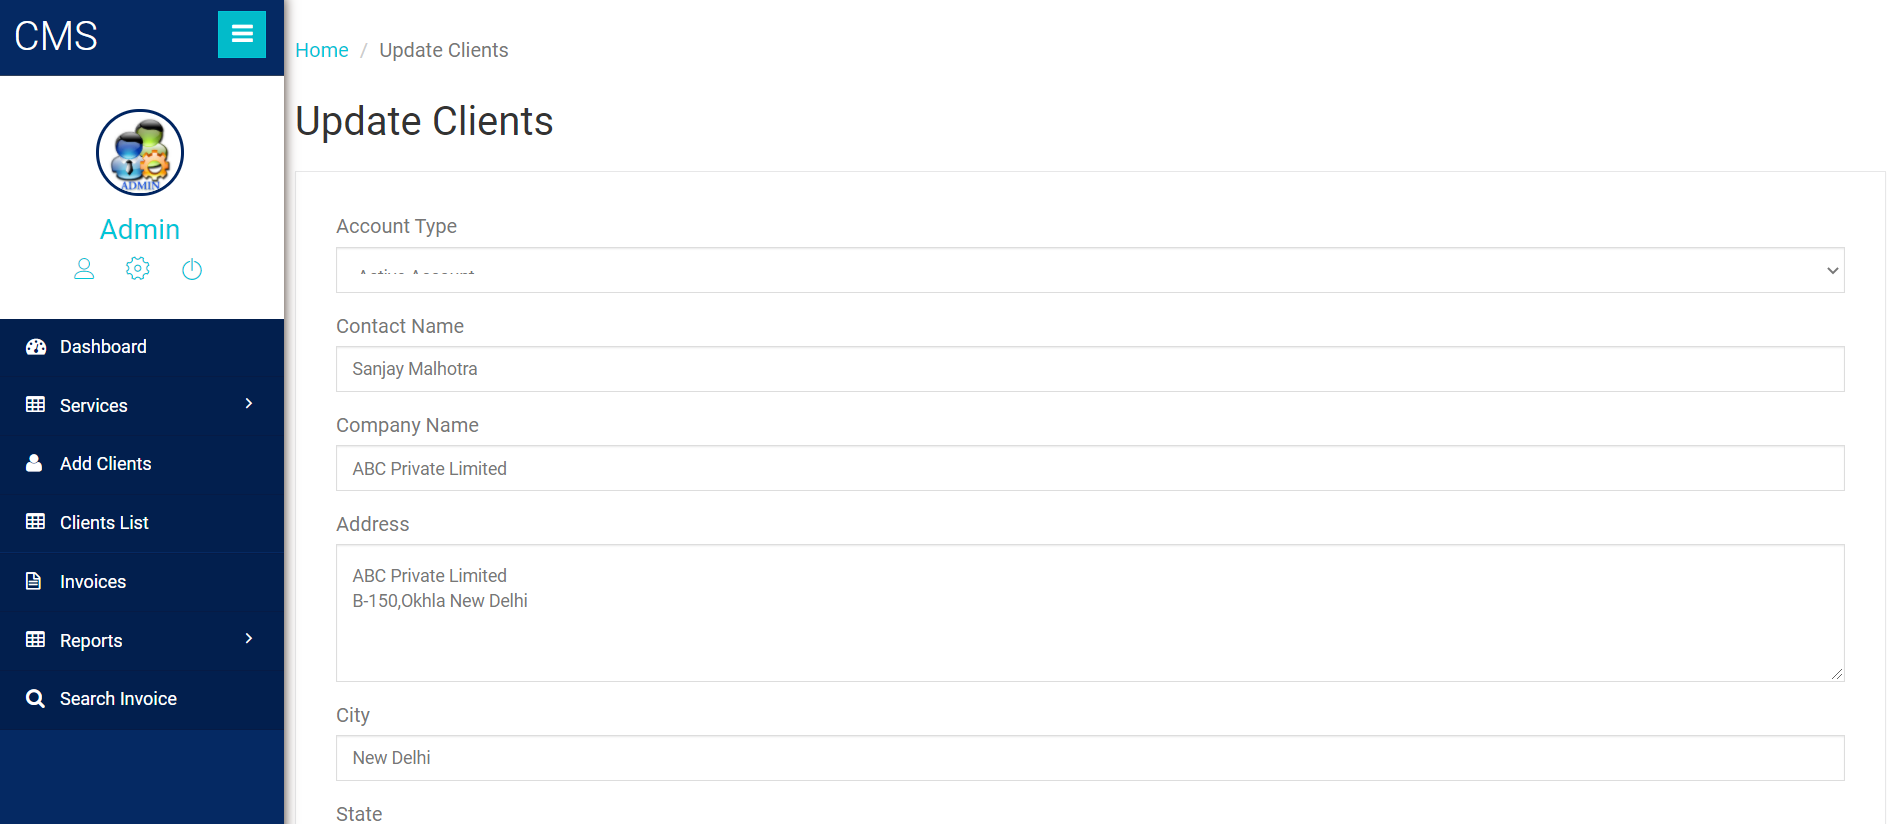 CMS
Home / Update Clients
Update Clients
ADMIN
Admin
Dashboard
Services
Add Clients
Clients List
Invoices
Reports
Search Invoice
Account Type
Active Account
Contact Name
Sanjay Malhotra
Company Name
ABC Private Limited
Address
ABC Private Limited
B-150,Okhla New Delhi
City
New Delhi
State